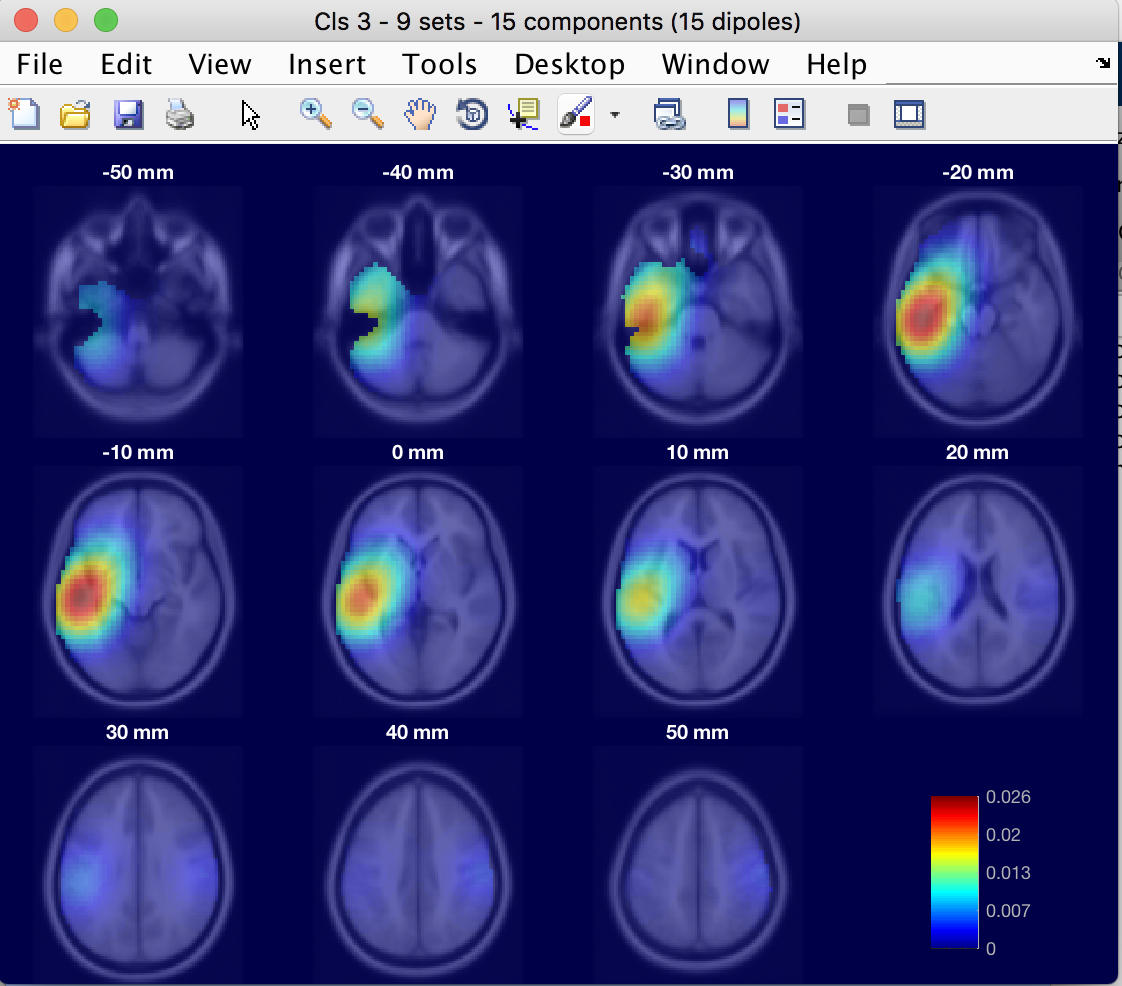 Cls 3 - 9 sets - 15 components (15 dipoles)
File Edit View Insert Tools Desktop Window Help
-50 mm -40 mm -30 mm -20 mm
-10 mm 0 mm 10 mm 20 mm
30 mm 40 mm 50 mm
0.026
0.02
0.013
0.007
0